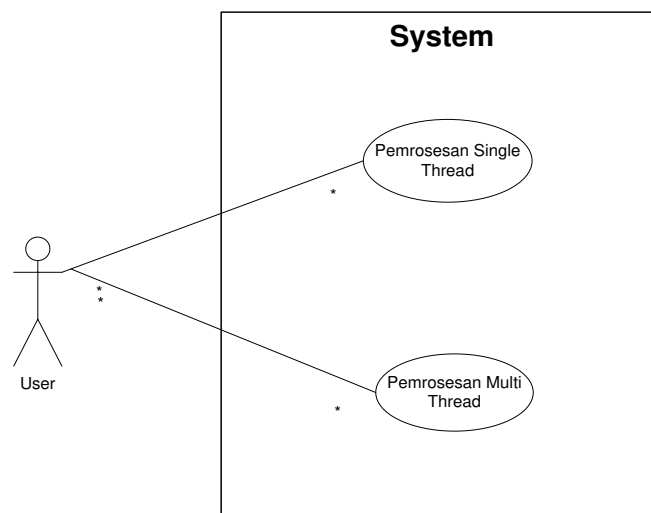 System
Pemrosesan Single
Thread
*
*
*
User
Pemrosesan Multi
Thread
*